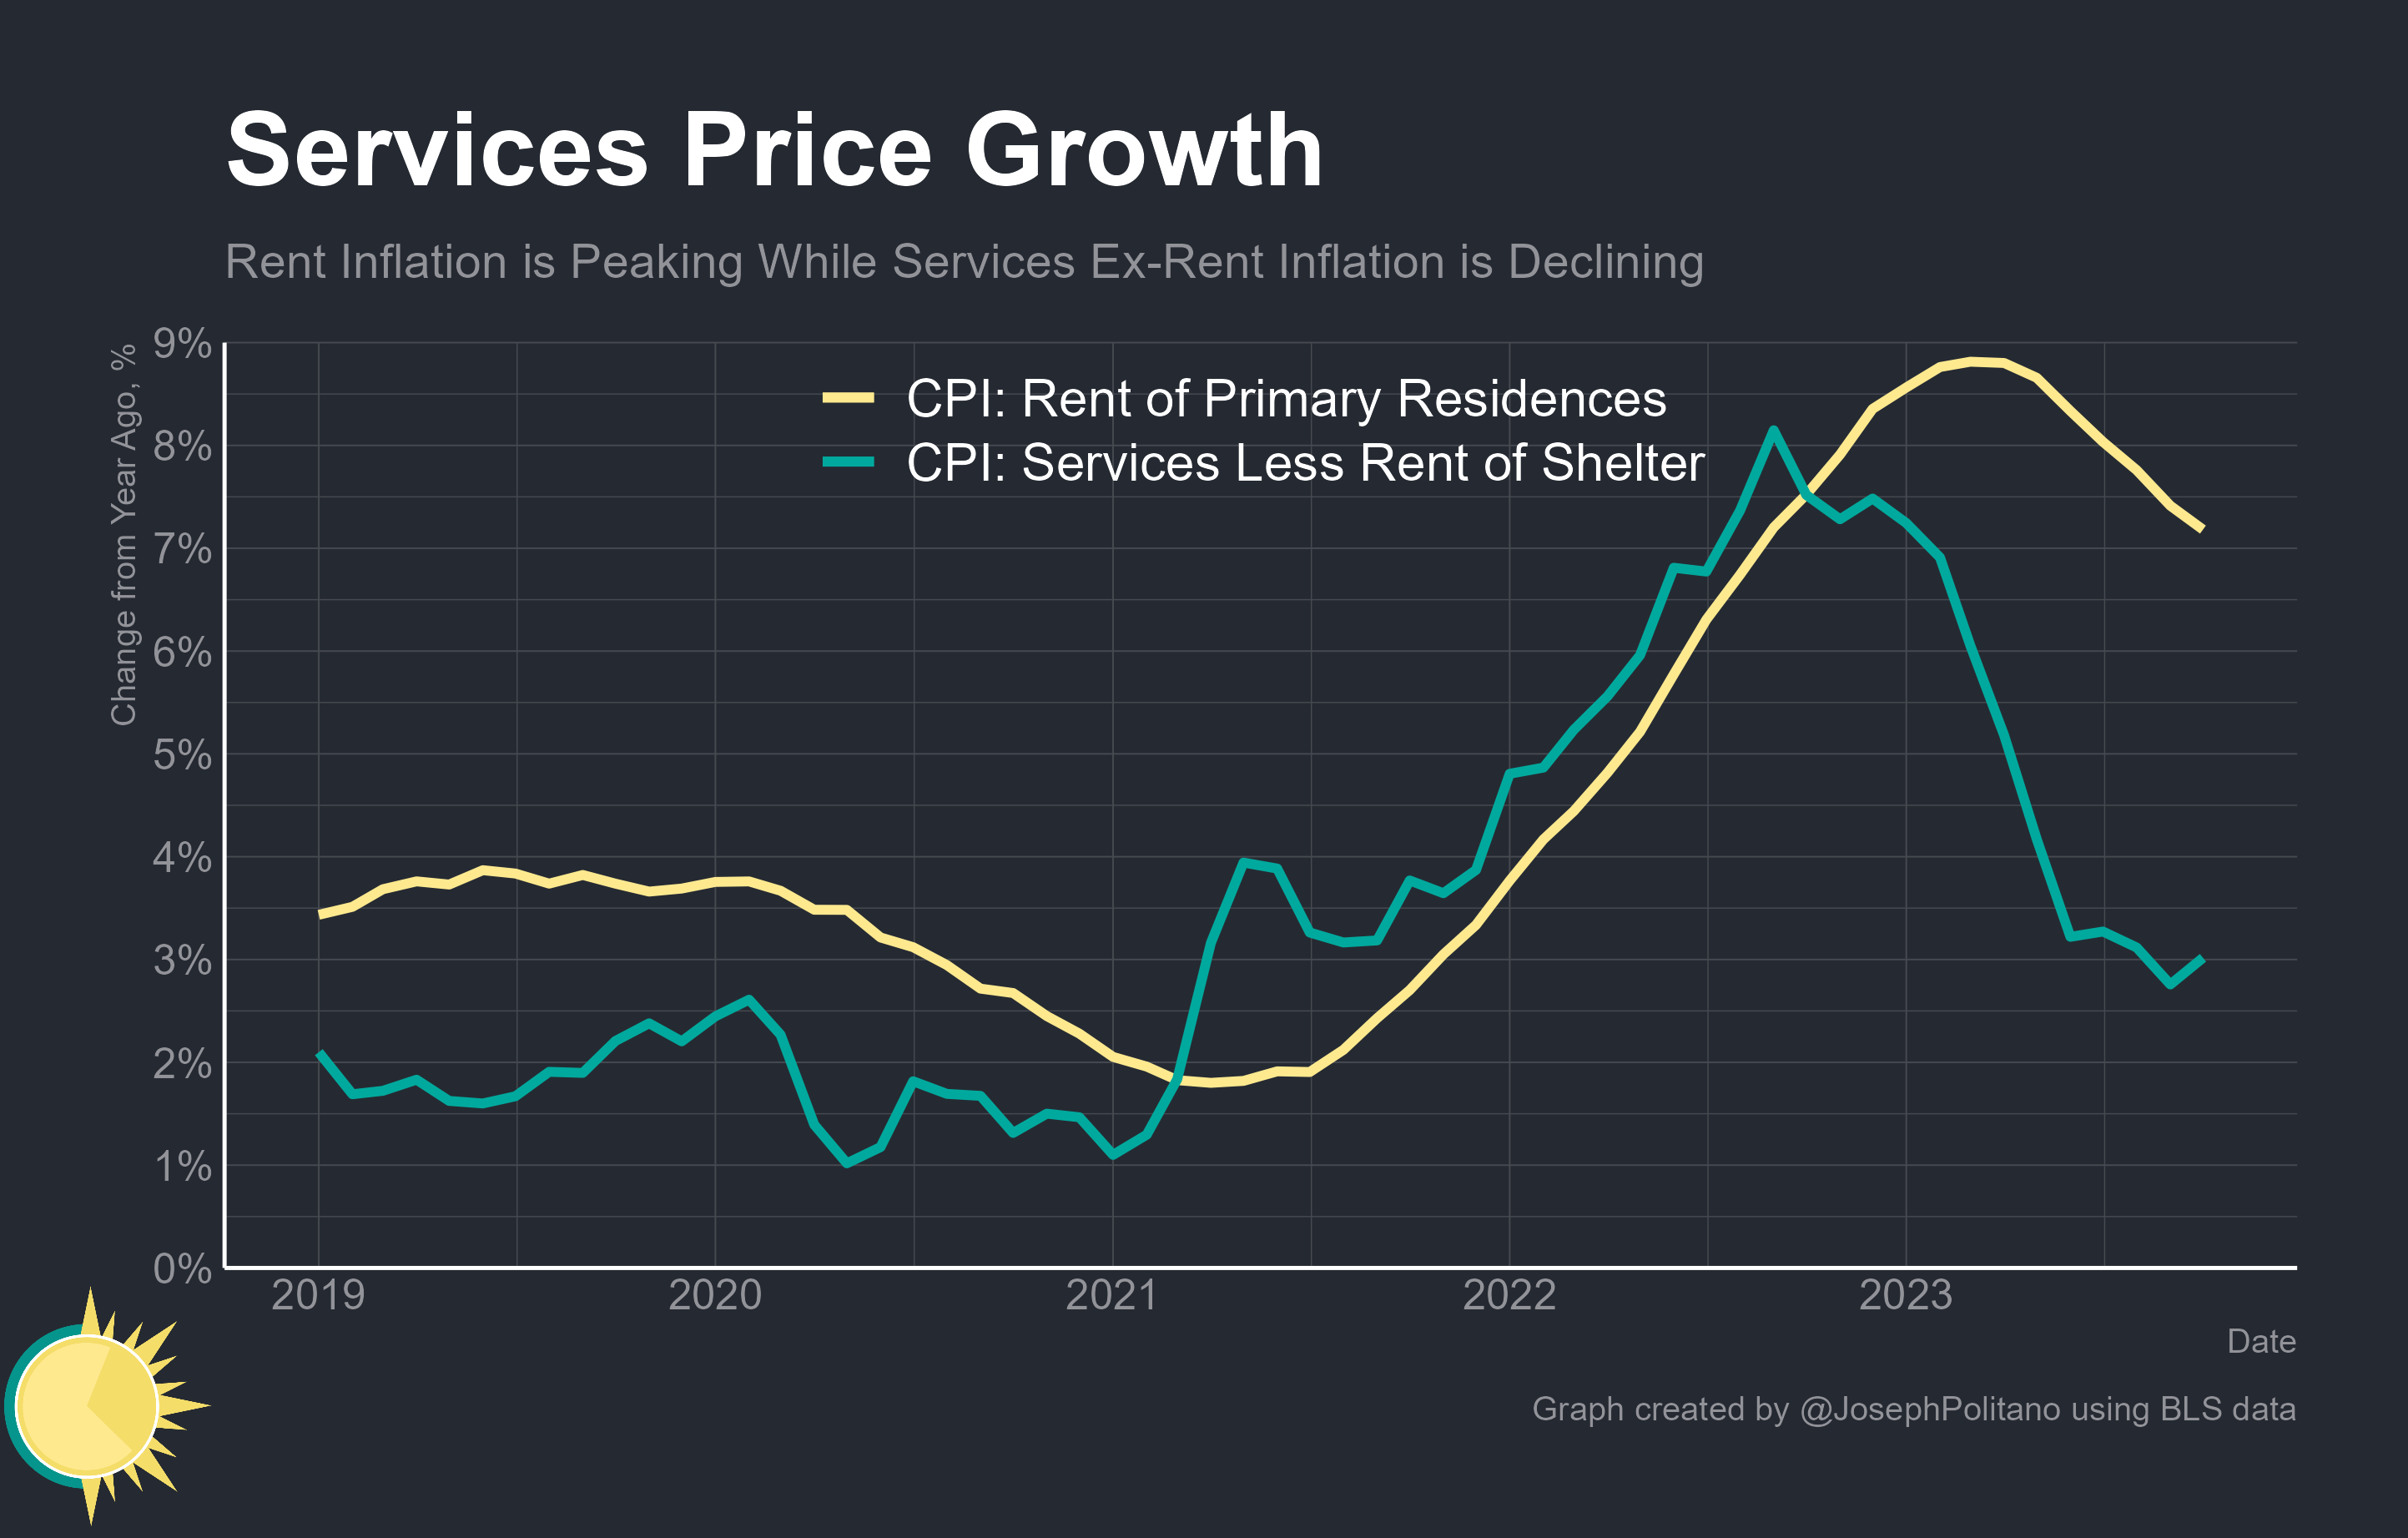 Services Price Growth
Rent Inflation is Peaking While Services Ex-Rent Inflation is Declining
Change from Year Ago, %
9%
8%
7%
6%
5%
4%
3%
2%
1%
0%
CPI: Rent of Primary Residences
CPI: Services Less Rent of Shelter
2019
2020
2021
2022
2023
Date
Graph created by @JosephPolitano using BLS data